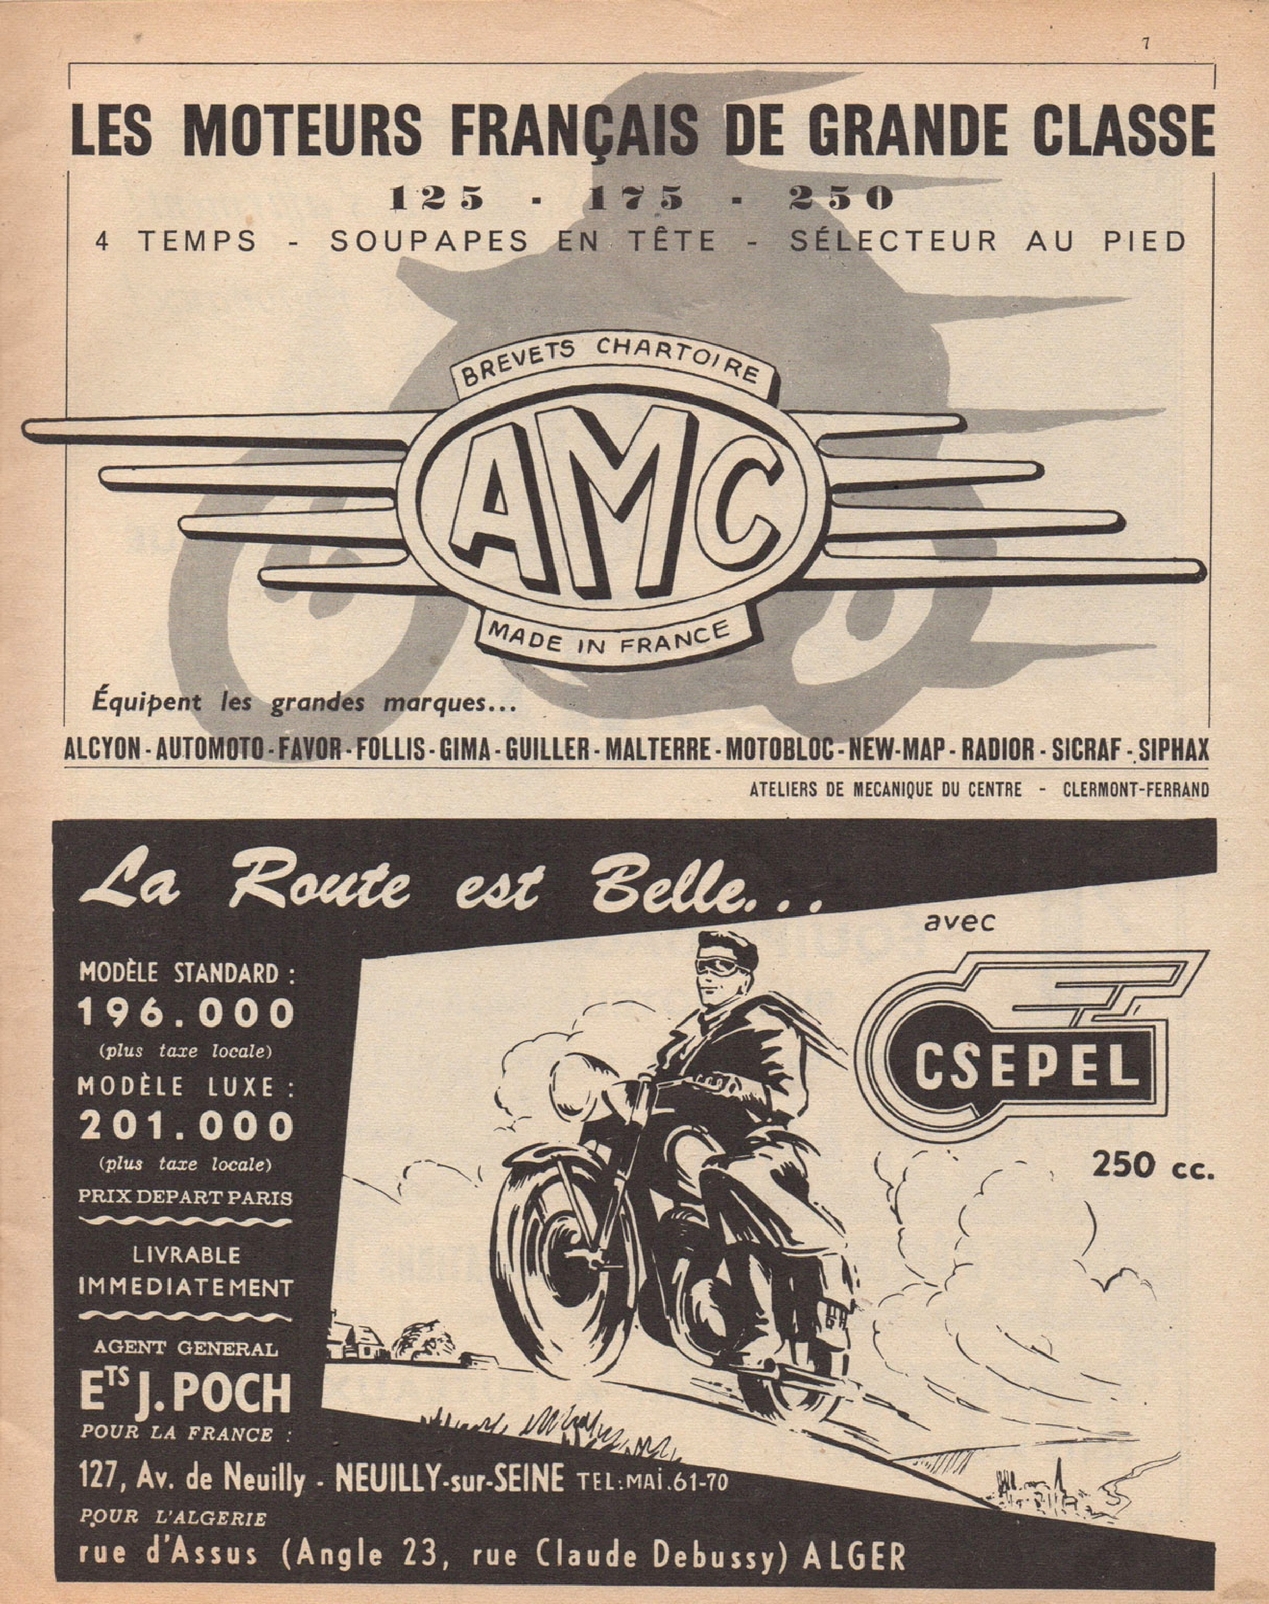 7
LES MOTEURS FRANÇAIS DE GRANDE CLASSE
125 - 175 - 250
4 TEMPS - SOUPAPES EN TÊTE - SÉLECTEUR AU PIED
BREVETS CHARTOIRE
AMC
MADE IN FRANCE
Équipent les grandes marques...
ALCYON - AUTOMOTO - FAVOR - FOLLIS - GIMA - GUILLER - MALTERRE - MOTOBLOC - NEW-MAP - RADIOR - SICRAF - SIPHAX
ATELIERS DE MECANIQUE DU CENTRE - CLERMONT-FERRAND
La Route est Belle...
avec
CSEPEL
250 cc.
MODÈLE STANDARD :
196.000
(plus taxe locale)
MODÈLE LUXE :
201.000
(plus taxe locale)
PRIX DEPART PARIS
LIVRABLE
IMMEDIATEMENT
AGENT GENERAL
ETS J. POCH
POUR LA FRANCE :
127, Av. de Neuilly - NEUILLY-sur-SEINE TEL: MAI.61-70
POUR L'ALGERIE
rue d'Assus (Angle 23, rue Claude Debussy) ALGER